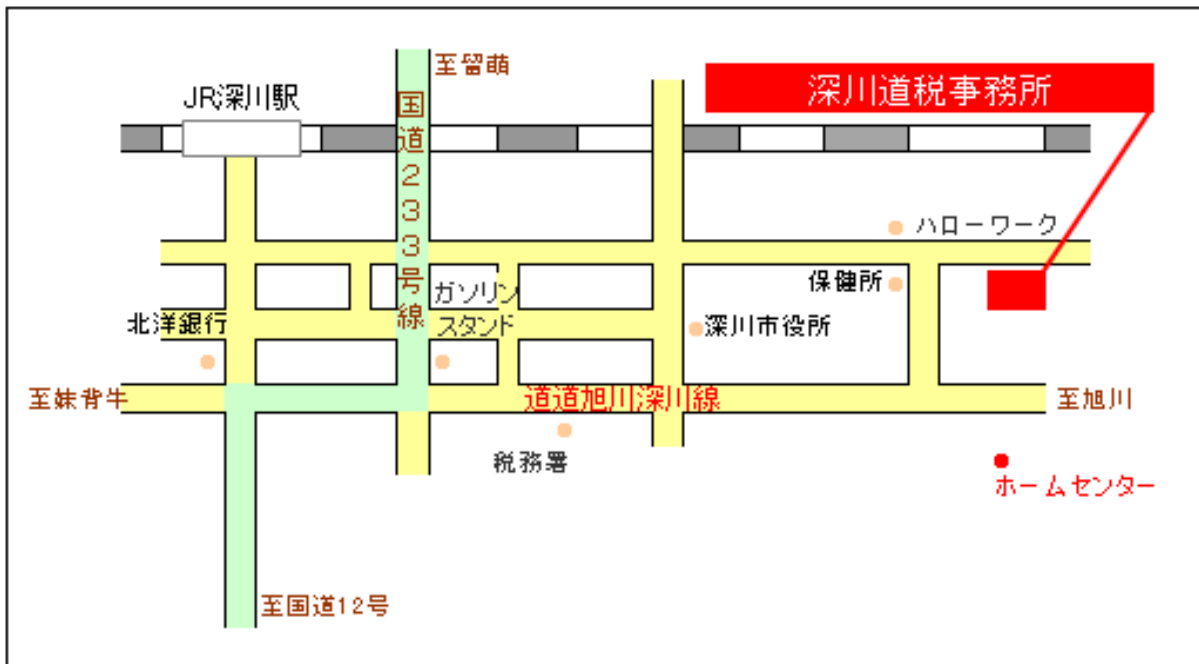 至留萌
JR深川駅
深川道税事務所
国道233号線
ハローワーク
保健所
ガソリン
スタンド
北洋銀行
深川市役所
至妹背牛
道道旭川深川線
至旭川
税務署
ホームセンター
至国道12号